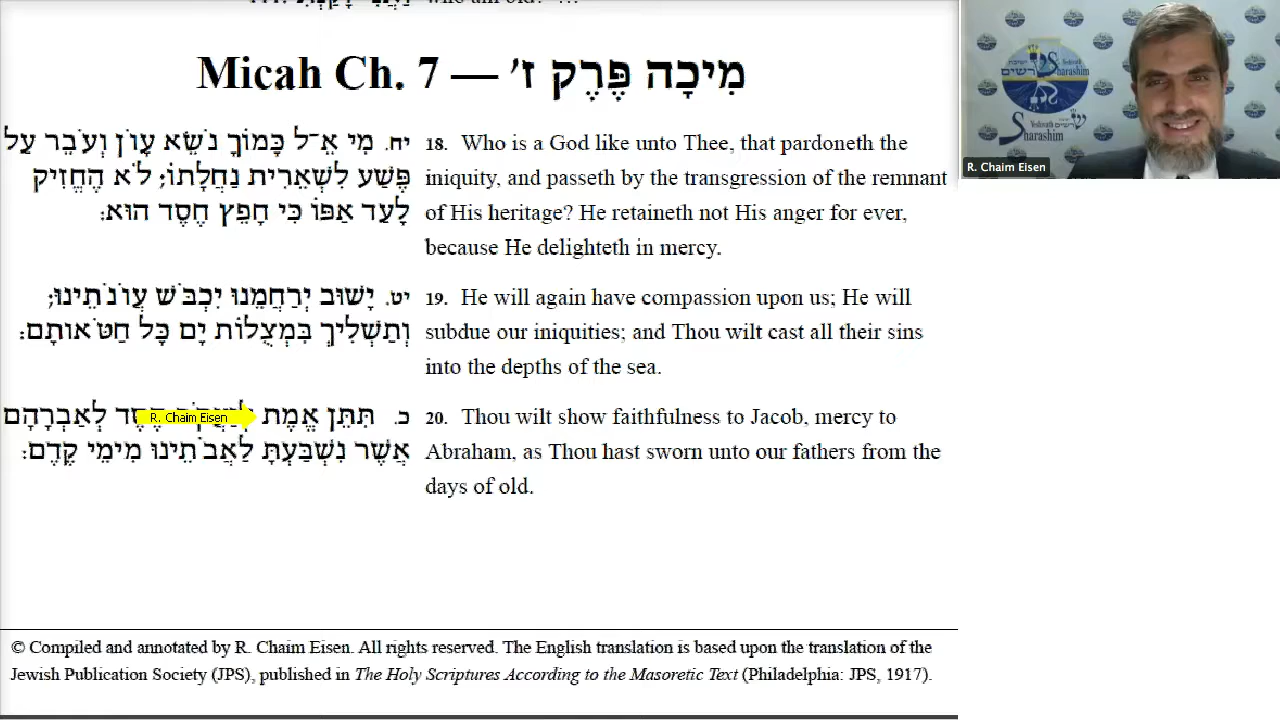 Micah Ch. 7 — מִיכָה פֶּרֶק ז׳
יח. מִי אֵ־ל כָּמוֹךָ נֹשֵׂא עָוֹן וְעֹבֵר עַל
פֶּשַׁע לִשְׁאֵרִית נַחֲלָתוֹ; לֹא הֶחֱזִיק
לָעַד אַפּוֹ כִּי חָפֵץ חֶסֶד הוּא:
18. Who is a God like unto Thee, that pardoneth the
iniquity, and passeth by the transgression of the remnant
of His heritage? He retaineth not His anger for ever,
because He delighteth in mercy.
יט. יָשׁוּב יְרַחֲמֵנוּ יִכְבֹּשׁ עֲוֹנֹתֵינוּ;
וְתַשְׁלִיךְ בִּמְצֻלוֹת יָם כָּל חַטֹּאותָם:
19. He will again have compassion upon us; He will
subdue our iniquities; and Thou wilt cast all their sins
into the depths of the sea.
כ. תִּתֵּן אֱמֶת לְאַבְרָהָם
אֲשֶׁר נִשְׁבַּעְתָּ לַאֲבֹתֵינוּ מִימֵי קֶדֶם:
R. Chaim Eisen
20. Thou wilt show faithfulness to Jacob, mercy to
Abraham, as Thou hast sworn unto our fathers from the
days of old.
© Compiled and annotated by R. Chaim Eisen. All rights reserved. The English translation is based upon the translation of the
Jewish Publication Society (JPS), published in The Holy Scriptures According to the Masoretic Text (Philadelphia: JPS, 1917).
Sharashim
Yeshivath
Sharashim
R. Chaim Eisen